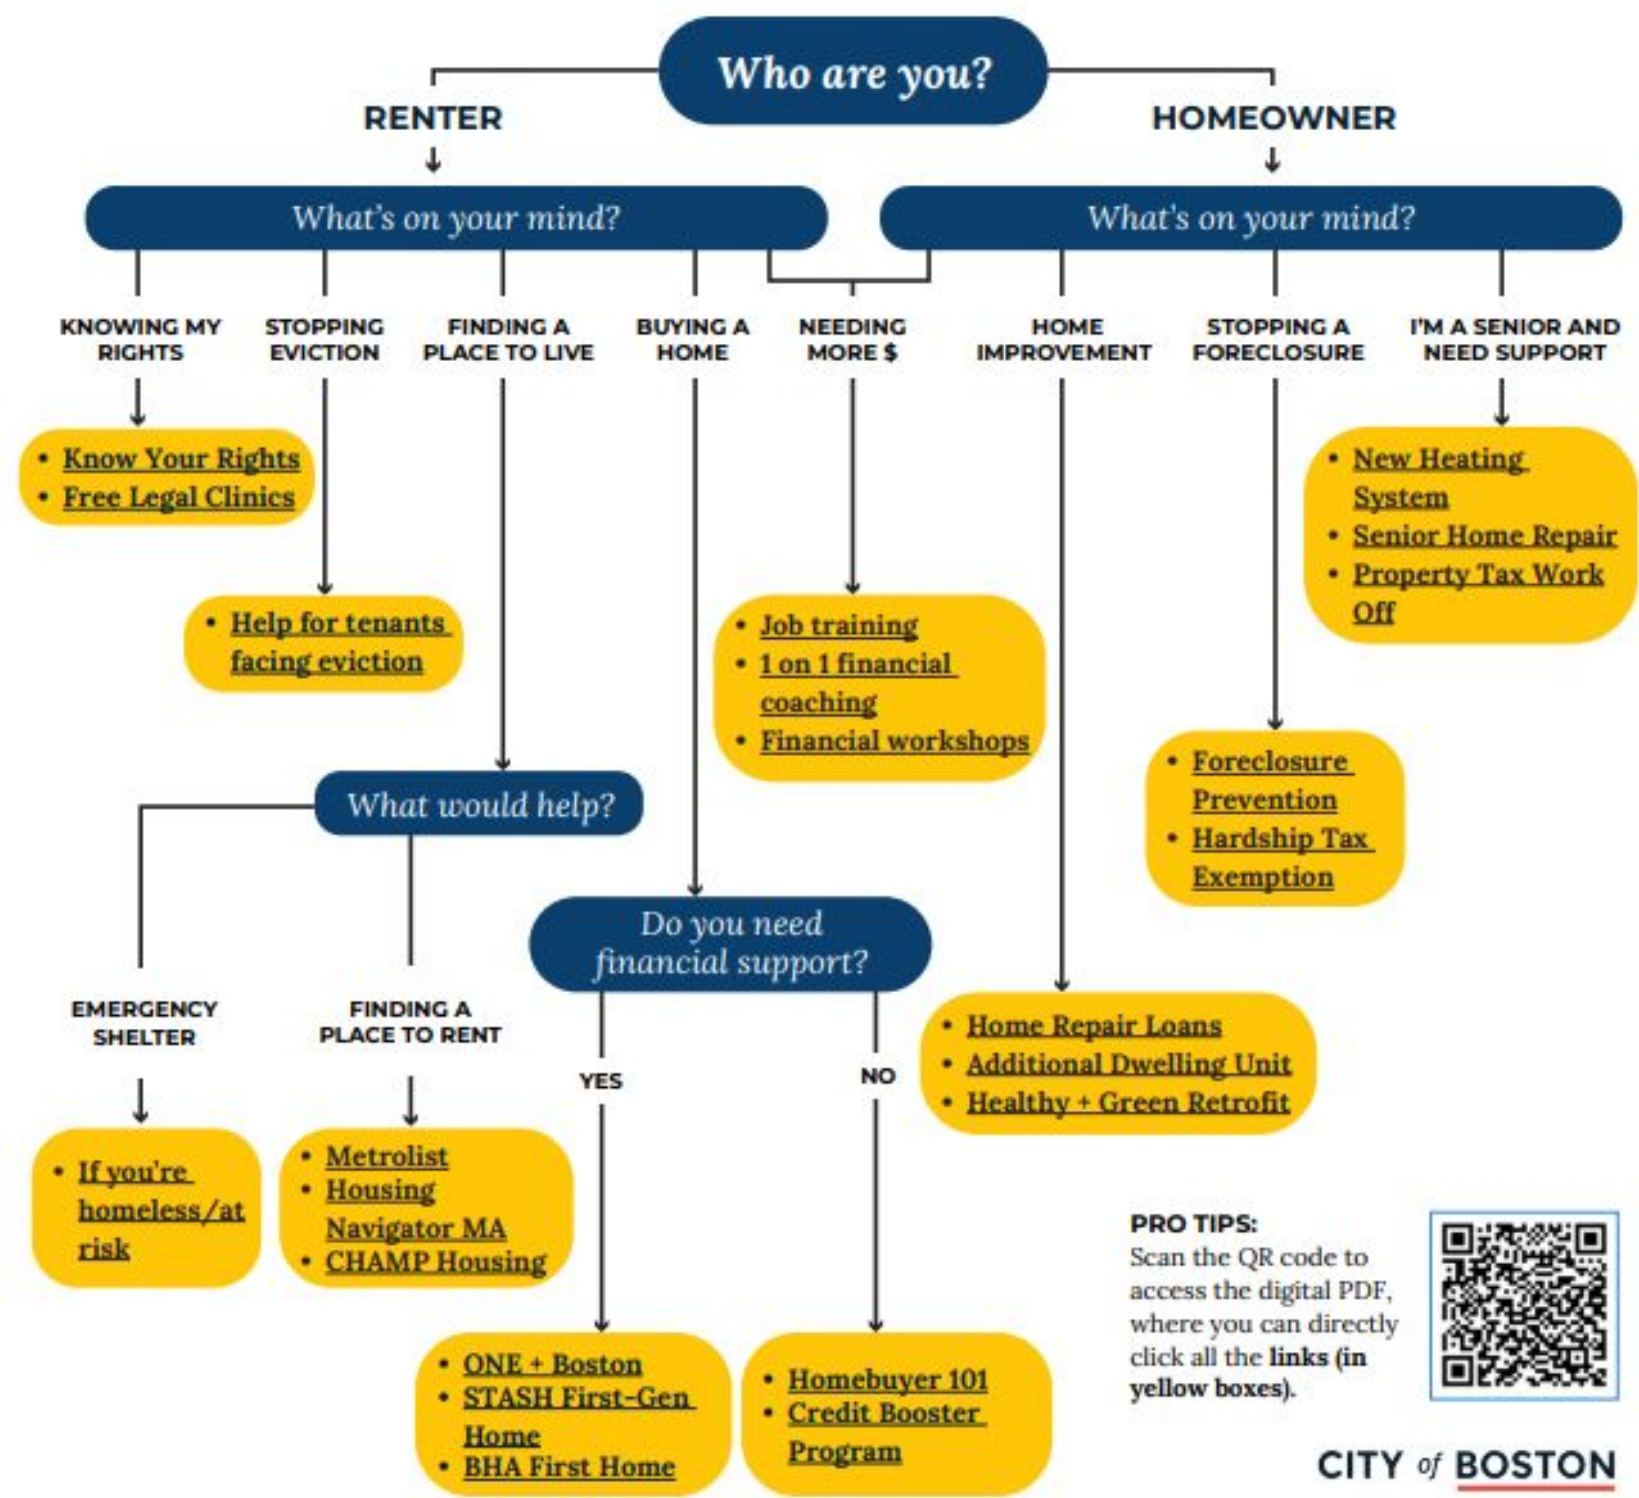 Who are you?
RENTER
HOMEOWNER
What's on your mind?
What's on your mind?
KNOWING MY
RIGHTS
STOPPING
EVICTION
FINDING A
PLACE TO LIVE
BUYING A
HOME
NEEDING
MORE $
HOME
IMPROVEMENT
STOPPING A
FORECLOSURE
I'M A SENIOR AND
NEED SUPPORT
• Know Your Rights
• Free Legal Clinics
• New Heating
System
• Senior Home Repair
• Property Tax Work
Off
• Help for tenants
facing eviction
• Job training
• 1 on 1 financial
coaching
• Financial workshops
• Foreclosure
Prevention
• Hardship Tax
Exemption
What would help?
Do you need
financial support?
EMERGENCY
SHELTER
FINDING A
PLACE TO RENT
YES
NO
• Home Repair Loans
• Additional Dwelling Unit
• Healthy + Green Retrofit
• If you're
homeless/at
risk
• Metrolist
• Housing
Navigator MA
• CHAMP Housing
• ONE + Boston
• STASH First-Gen
Home
• BHA First Home
• Homebuyer 101
• Credit Booster
Program
PRO TIPS:
Scan the QR code to
access the digital PDF,
where you can directly
click all the links (in
yellow boxes).
CITY of BOSTON